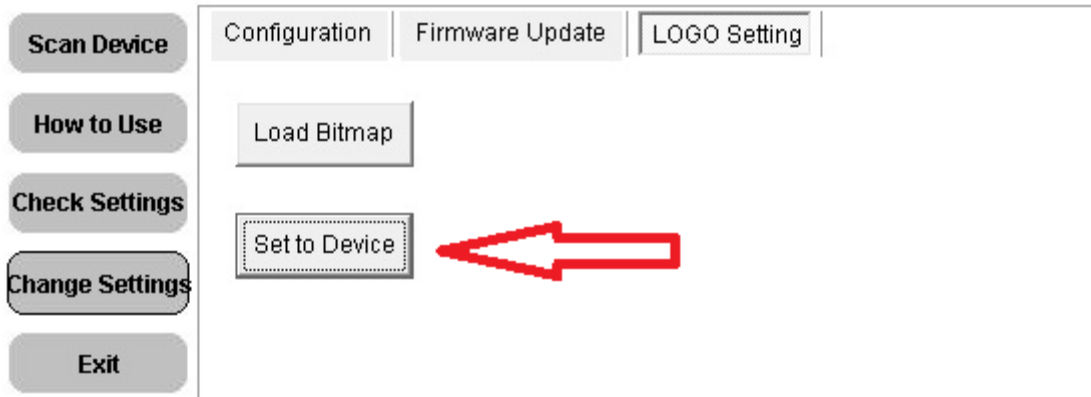 Scan Device
How to Use
Check Settings
Change Settings
Exit
Configuration
Firmware Update
LOGO Setting
Load Bitmap
Set to Device